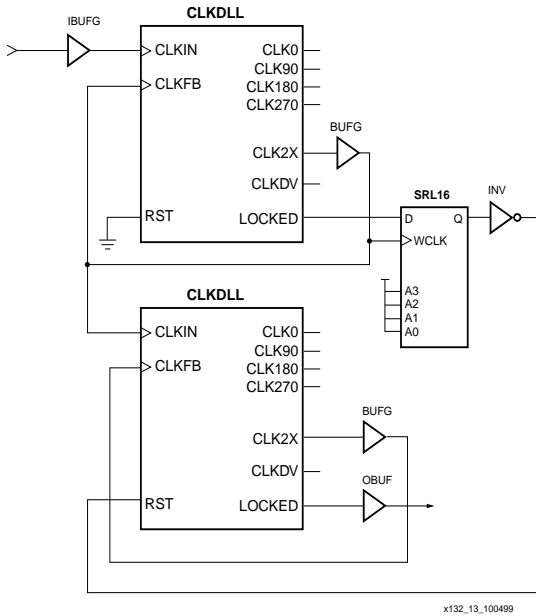 CLKDLL
IBUFG
CLKIN
CLKFB
RST
CLK0
CLK90
CLK180
CLK270
CLK2X
CLKDV
LOCKED
BUFG
SRL16
D
Q
WCLK
A3
A2
A1
A0
INV
CLKDLL
CLKIN
CLKFB
RST
CLK0
CLK90
CLK180
CLK270
CLK2X
CLKDV
LOCKED
BUFG
OBUF
x132_13_100499